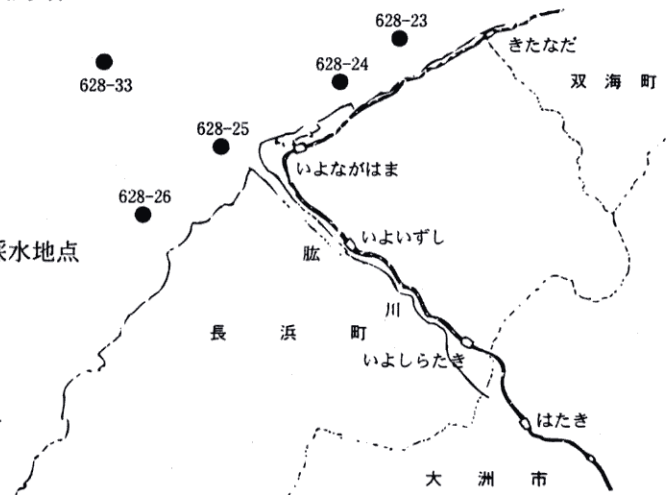 628-23
きたなだ
628-24
双海町
628-33
628-25
いよながはま
628-26
いよいずし
採水地点
肱川
長浜町
いよしらたき
はたき
大洲市